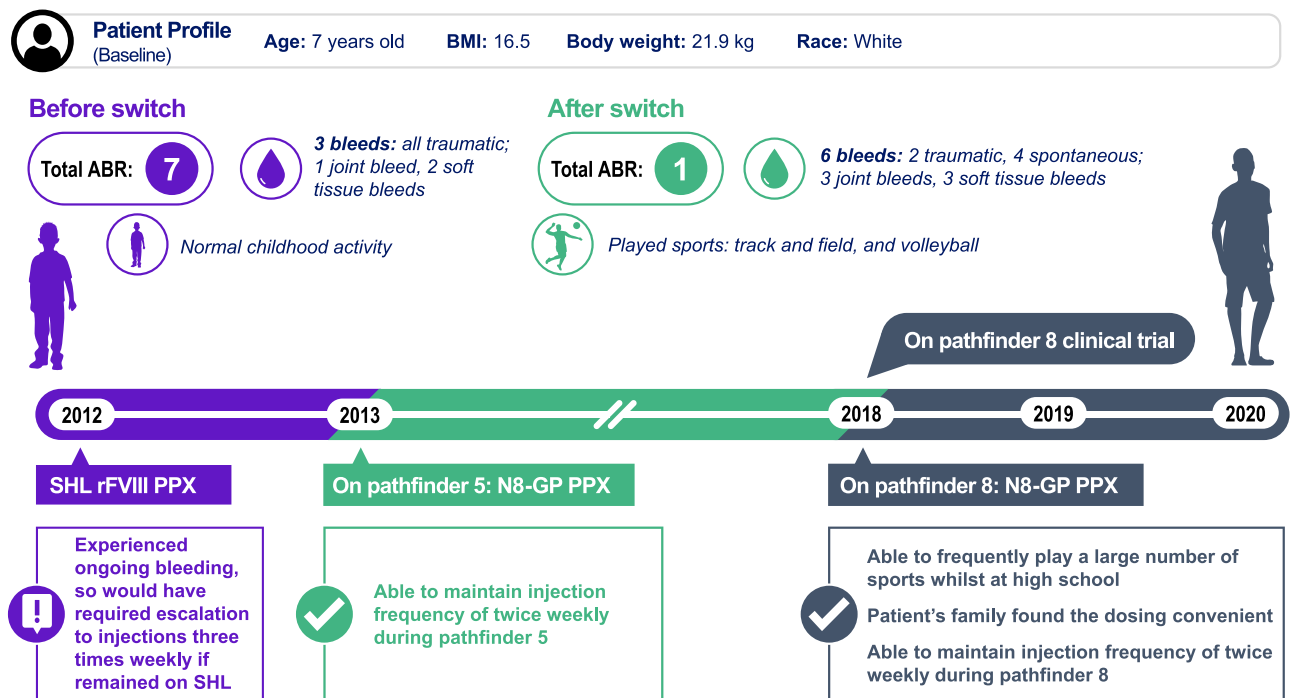 Patient Profile
(Baseline)
Age: 7 years old
BMI: 16.5
Body weight: 21.9 kg
Race: White
Before switch
Total ABR: 7
3 bleeds: all traumatic;
1 joint bleed, 2 soft
tissue bleeds
Normal childhood activity
After switch
Total ABR: 1
6 bleeds: 2 traumatic, 4 spontaneous;
3 joint bleeds, 3 soft tissue bleeds
Played sports: track and field, and volleyball
On pathfinder 8 clinical trial
2012
2013
2018
2019
2020
SHL rFVIII PPX
On pathfinder 5: N8-GP PPX
On pathfinder 8: N8-GP PPX
Experienced
ongoing bleeding,
so would have
required escalation
to injections three
times weekly if
remained on SHL
Able to maintain injection
frequency of twice weekly
during pathfinder 5
Able to frequently play a large number of
sports whilst at high school
Patient's family found the dosing convenient
Able to maintain injection frequency of twice
weekly during pathfinder 8